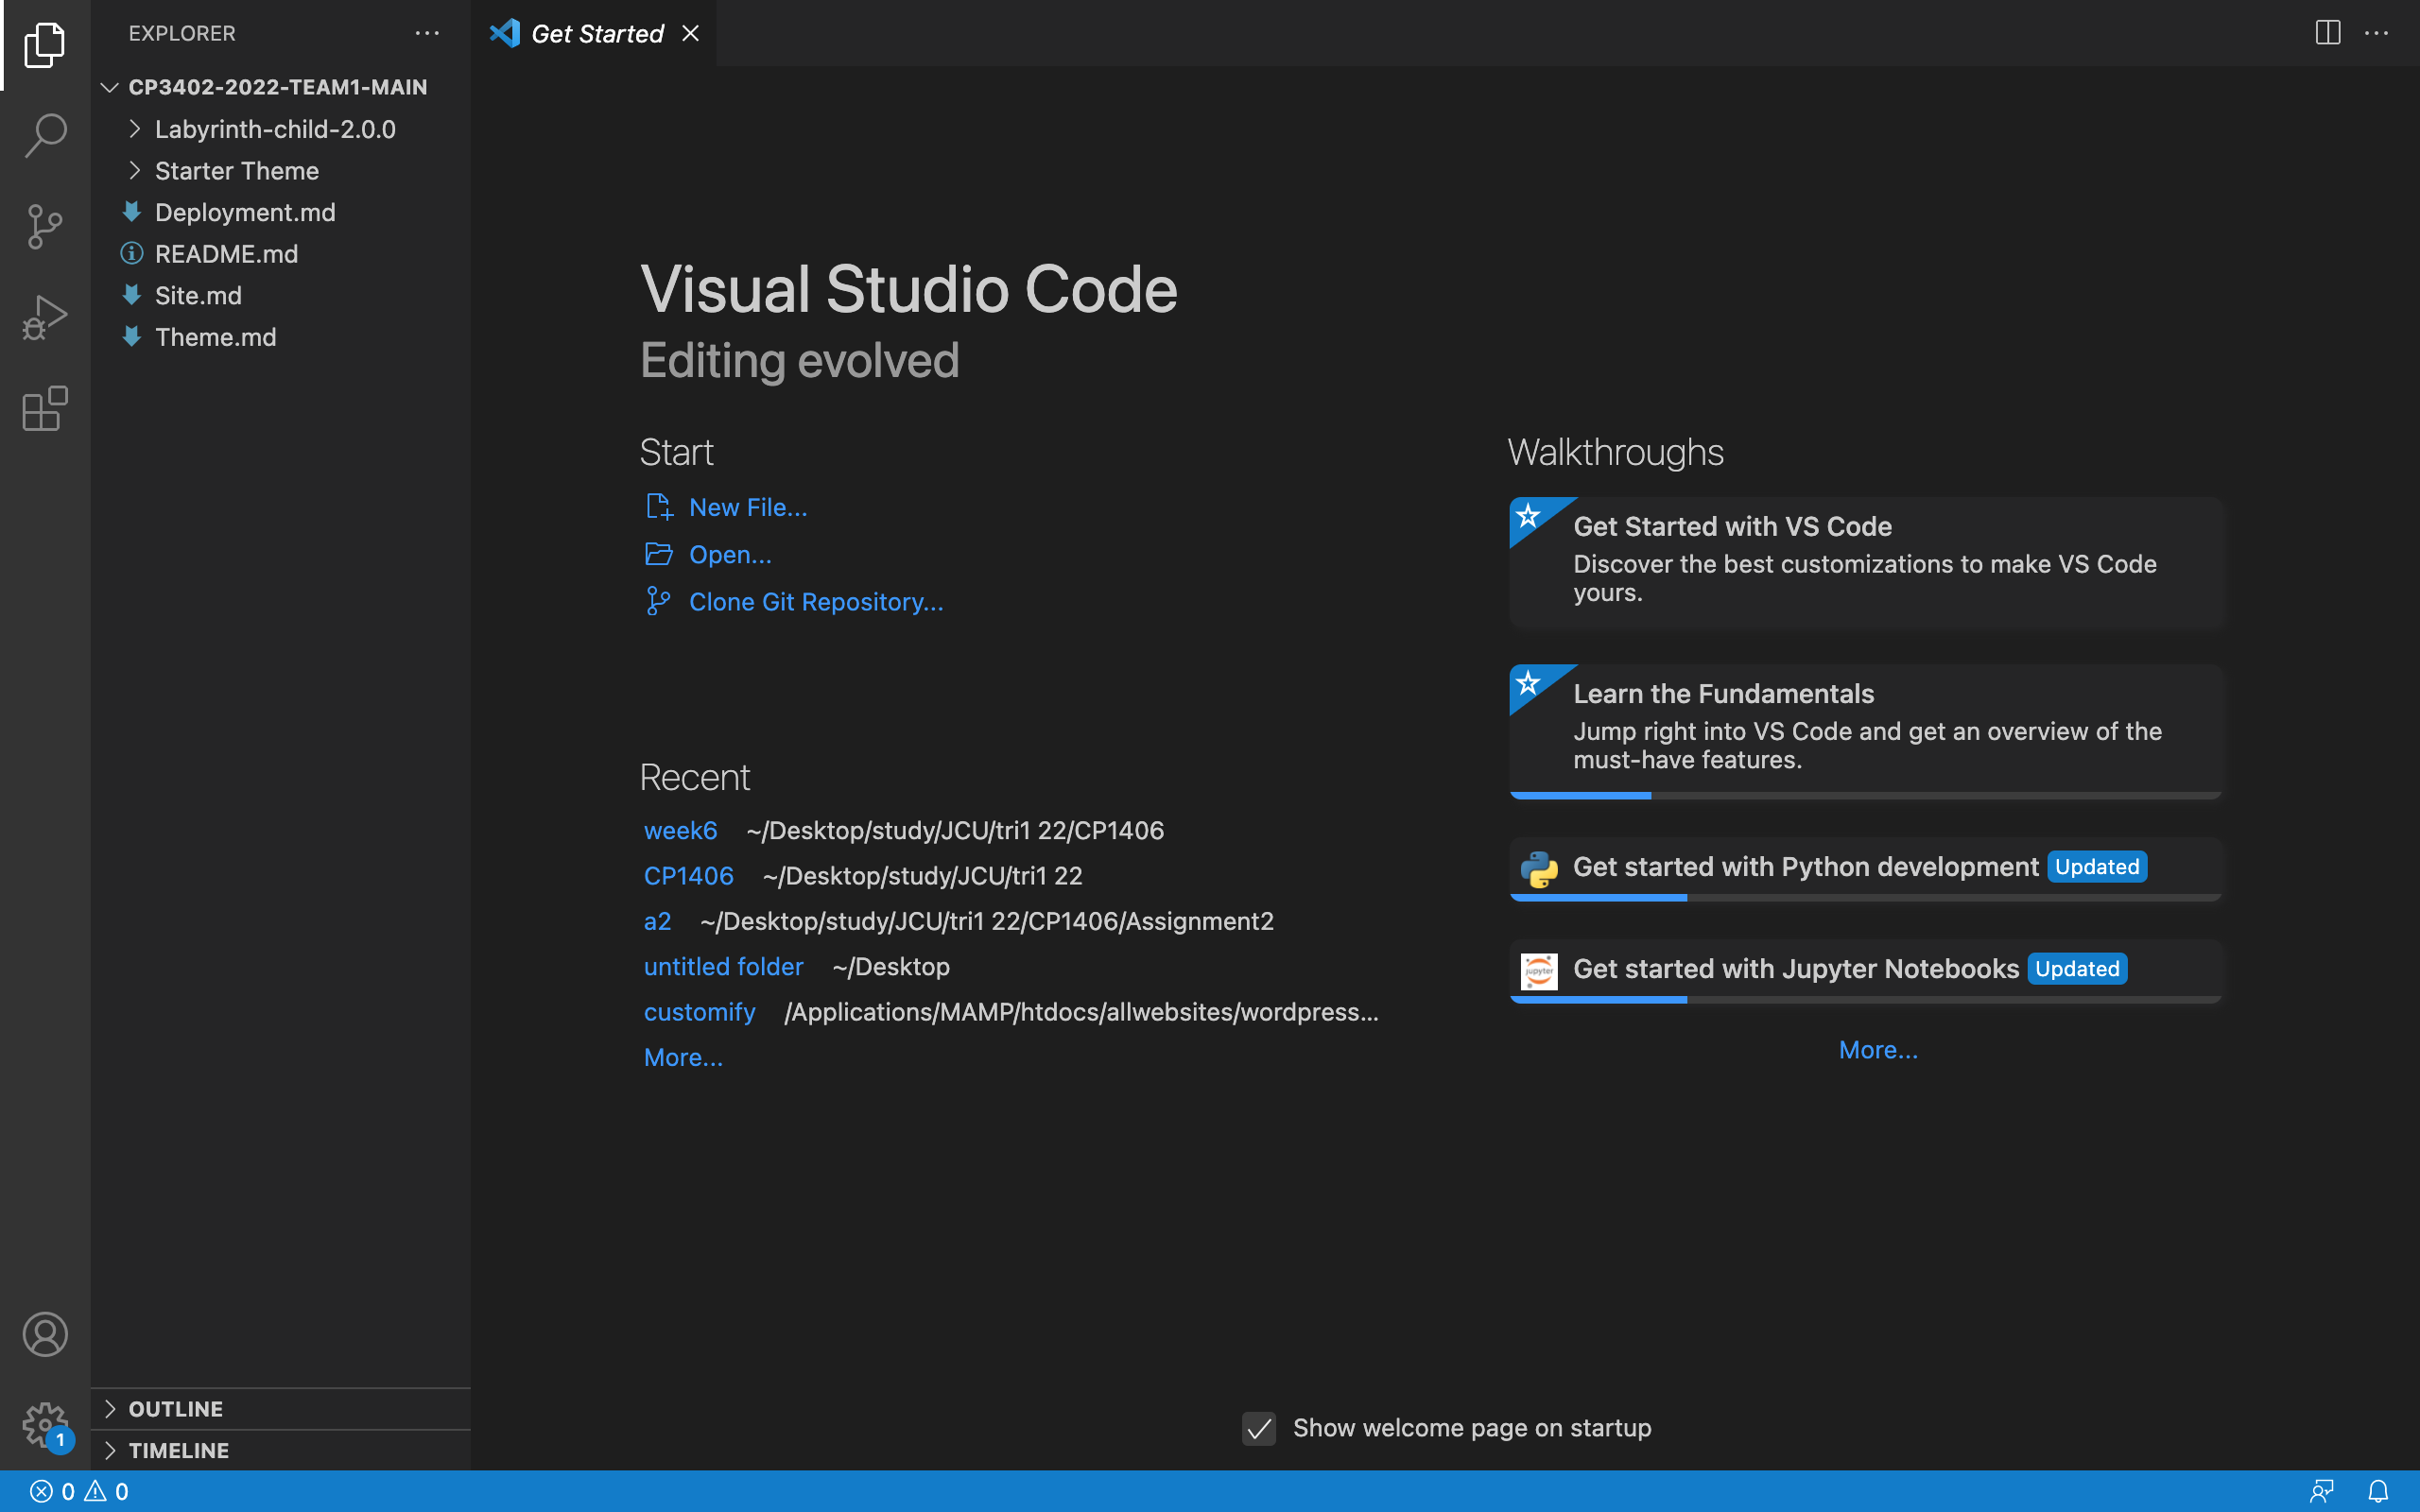 EXPLORER
CP3402-2022-TEAM1-MAIN
Labyrinth-child-2.0.0
Starter Theme
Deployment.md
README.md
Site.md
Theme.md
OUTLINE
TIMELINE
1
0 0
Get Started
Visual Studio Code
Editing evolved
Start
New File...
Open...
Clone Git Repository...
Recent
week6 ~/Desktop/study/JCU/tri1 22/CP1406
CP1406 ~/Desktop/study/JCU/tri1 22
a2 ~/Desktop/study/JCU/tri1 22/CP1406/Assignment2
untitled folder ~/Desktop
customify /Applications/MAMP/htdocs/allwebsites/wordpress...
More...
Walkthroughs
Get Started with VS Code
Discover the best customizations to make VS Code
yours.
Learn the Fundamentals
Jump right into VS Code and get an overview of the
must-have features.
Get started with Python development Updated
jupyter
Get started with Jupyter Notebooks Updated
More...
Show welcome page on startup